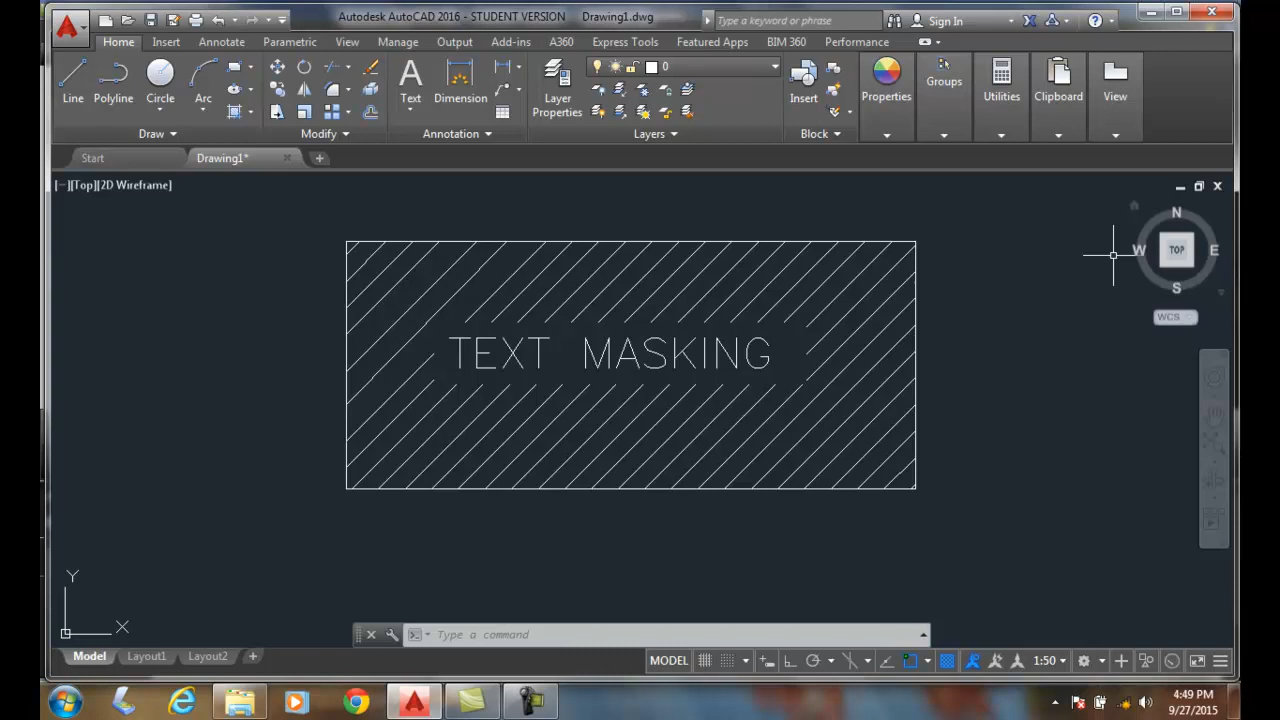 Autodesk AutoCAD 2016 - STUDENT VERSION Drawing1.dwg
Type a keyword or phrase
Sign In
Home Insert Annotate Parametric View Manage Output Add-ins A360 Express Tools Featured Apps BIM 360 Performance
Line Polyline Circle Arc
Draw
Modify
Text Dimension
Annotation
Layer Properties
0
Layers
Insert
Block
Properties
Groups
Utilities
Clipboard
View
Start Drawing1*
[−][Top][2D Wireframe]
N
W TOP E
S
WCS
TEXT MASKING
Y
X
Type a command
Model Layout1 Layout2
MODEL
1:50
4:49 PM
9/27/2015